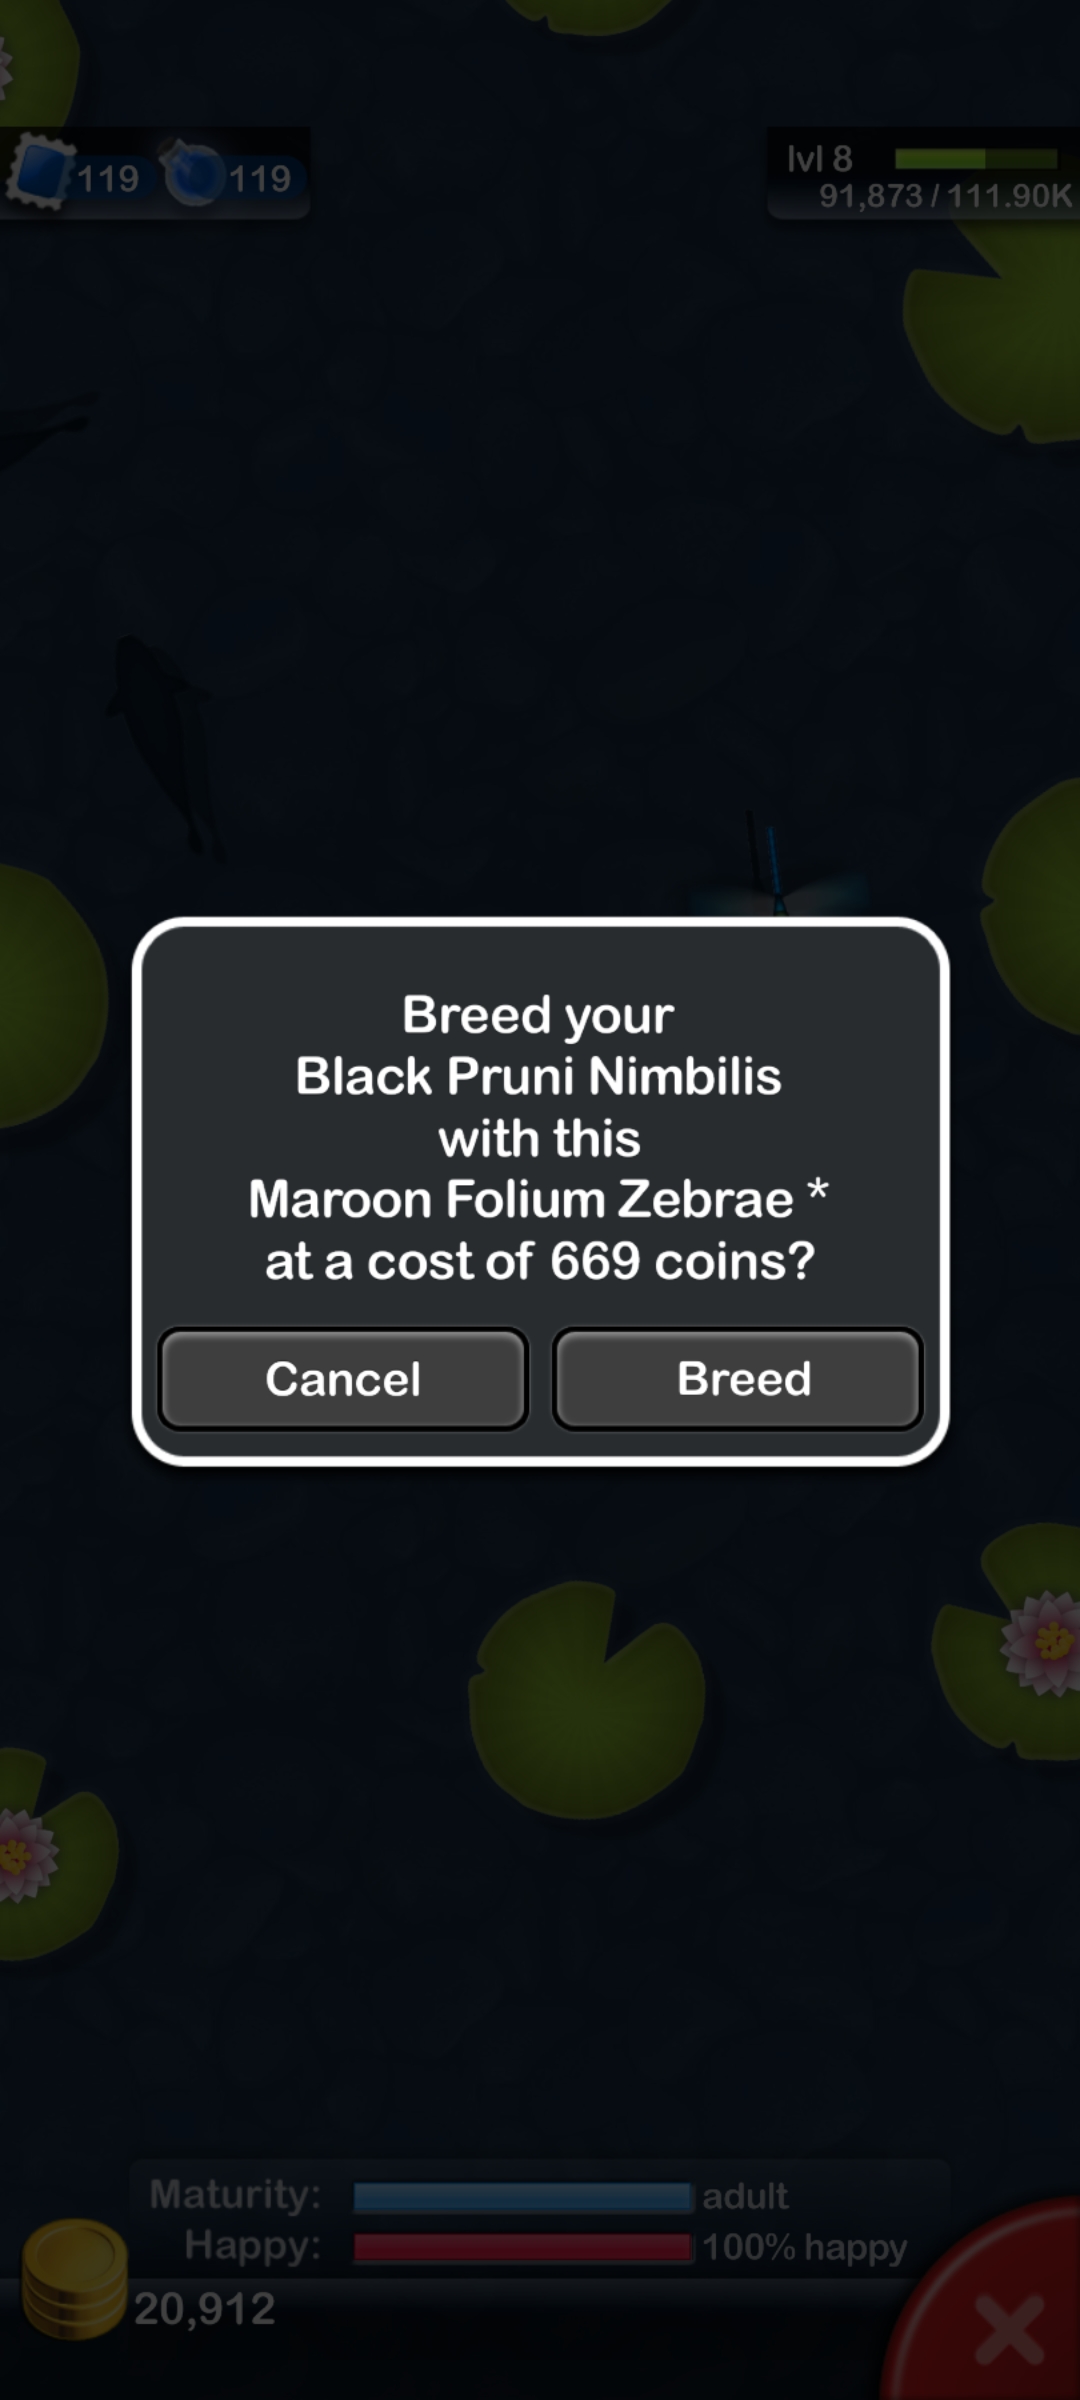 119 119
lvl 8
91,873 / 111.90K
Breed your
Black Pruni Nimbilis
with this
Maroon Folium Zebrae *
at a cost of 669 coins?
Cancel Breed
Maturity: adult
Happy: 100% happy
20,912